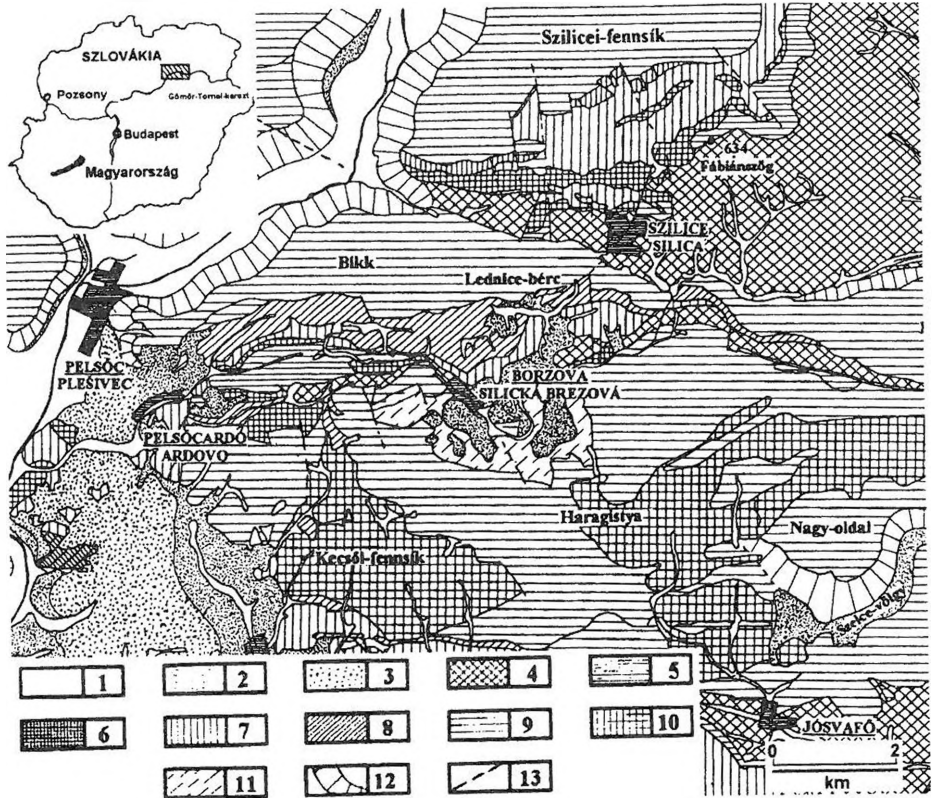 SZLOVÁKIA
Pozsony
Gömör-Tornai-karszt
Budapest
Magyarország
Szilicei-fennsík
634
Fábiánszög
SZILICE
SILICA
Bikk
Lednice-bérc
PELSŐC
PLEŠIVEC
BORZOVA
SILICKÁ BREZOVÁ
PELSŐCARDÓ
ARDOVO
Haragistya
Nagy-oldal
Kecsői-fennsík
Szelce-völgy
1
2
3
4
5
6
7
8
9
10
JÓSVAFŐ
11
12
13
0
2
km